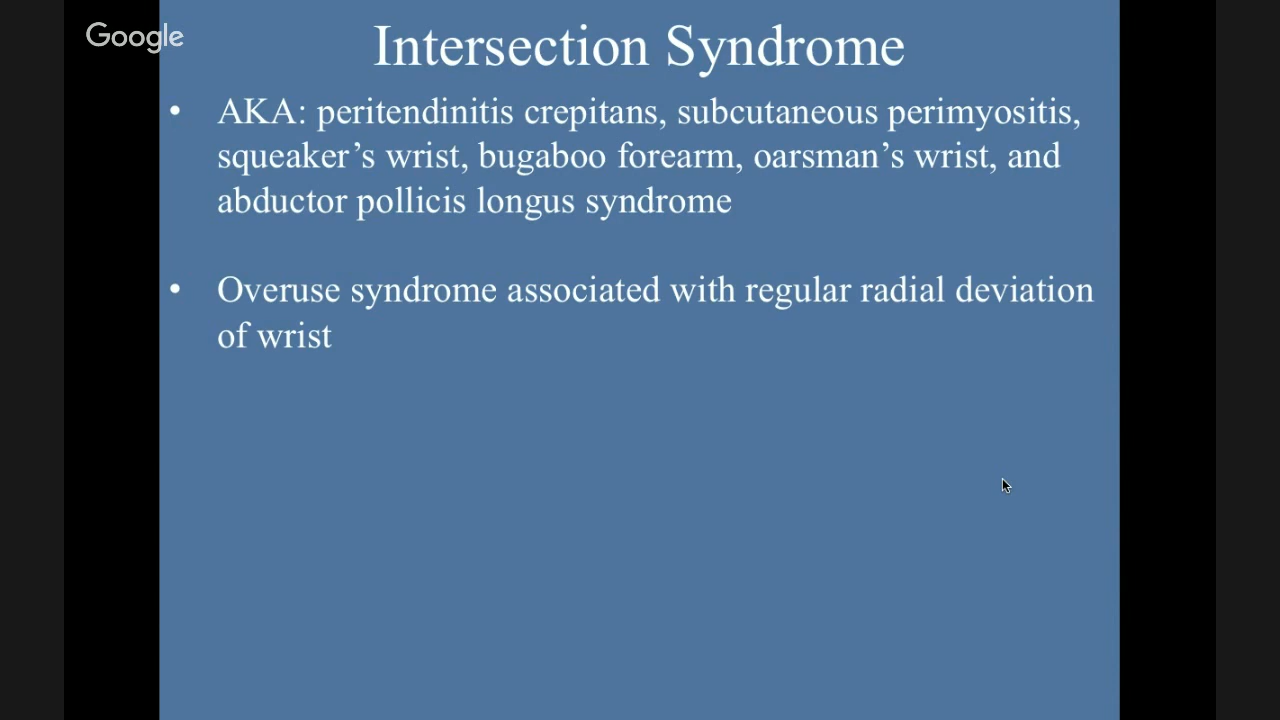 Google
Intersection Syndrome
• AKA: peritendinitis crepitans, subcutaneous perimyositis,
squeaker’s wrist, bugaboo forearm, oarsman’s wrist, and
abductor pollicis longus syndrome
• Overuse syndrome associated with regular radial deviation
of wrist